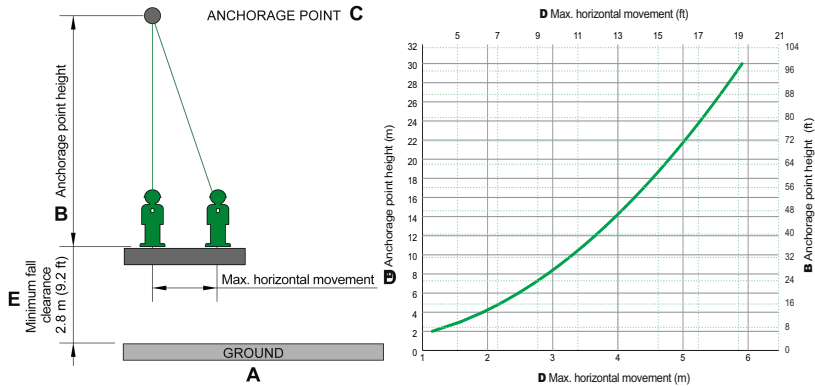 ANCHORAGE POINT C
Anchorage point height
B
Max. horizontal movement D
E
Minimum fall
clearance
2.8 m (9.2 ft)
GROUND
A
D Max. horizontal movement (ft)
5 7 9 11 13 15 17 19 21
32
30
28
26
24
22
20
18
16
14
12
10
8
6
4
2
0
Anchorage point height (m)
104
96
88
80
72
64
56
48
40
32
24
16
8
0
B Anchorage point height (ft)
1 2 3 4 5 6
D Max. horizontal movement (m)